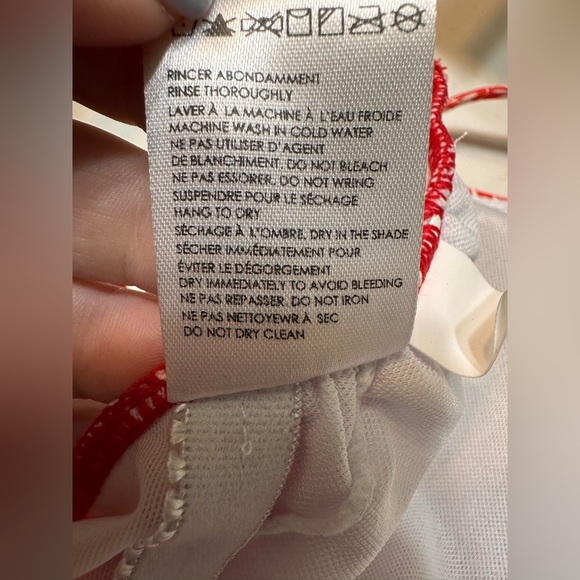 RINCER ABONDAMMENT
RINSE THOROUGHLY
LAVER À LA MACHINE À L'EAU FROIDE
MACHINE WASH IN COLD WATER
NE PAS UTILISER D'AGENT
DE BLANCHIMENT. DO NOT BLEACH
NE PAS ESSORER. DO NOT WRING
SUSPENDRE POUR LE SÉCHAGE
HANG TO DRY
SÉCHAGE À L'OMBRE. DRY IN THE SHADE
SÉCHER IMMÉDIATEMENT POUR
ÉVITER LE DÉGORGEMENT
DRY IMMEDIATELY TO AVOID BLEEDING
NE PAS REPASSER. DO NOT IRON
NE PAS NETTOYEWR À SEC
DO NOT DRY CLEAN